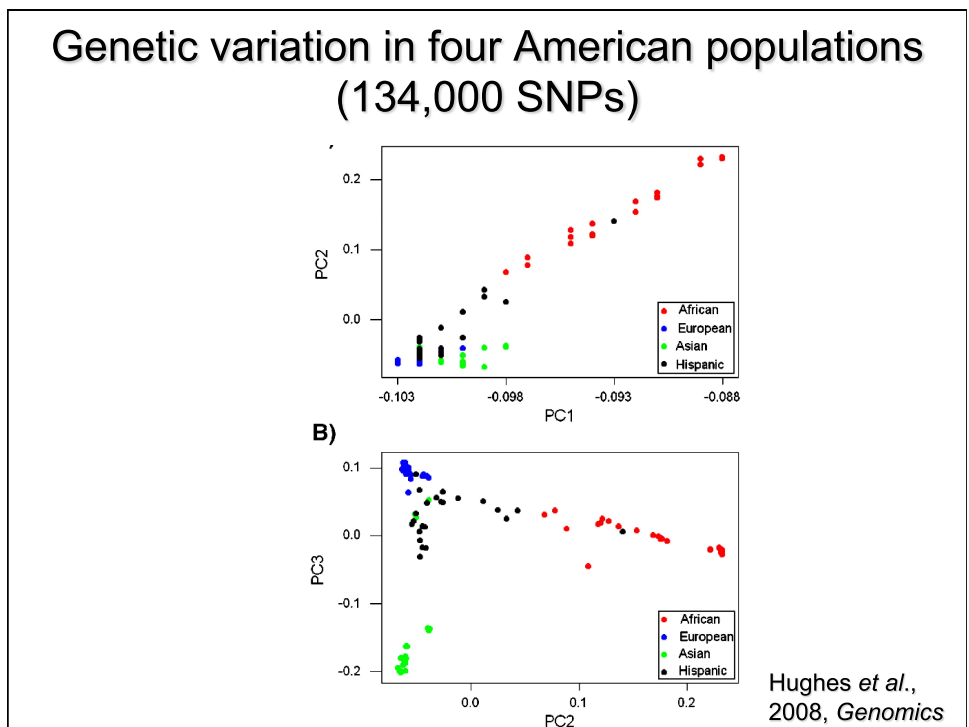 Genetic variation in four American populations
(134,000 SNPs)
0.2
0.1
0.0
PC2
African
European
Asian
Hispanic
-0.103
-0.098
-0.093
-0.088
PC1
B)
0.1
0.0
-0.1
-0.2
PC3
African
European
Asian
Hispanic
0.0
0.1
0.2
PC2
Hughes et al.,
2008, Genomics